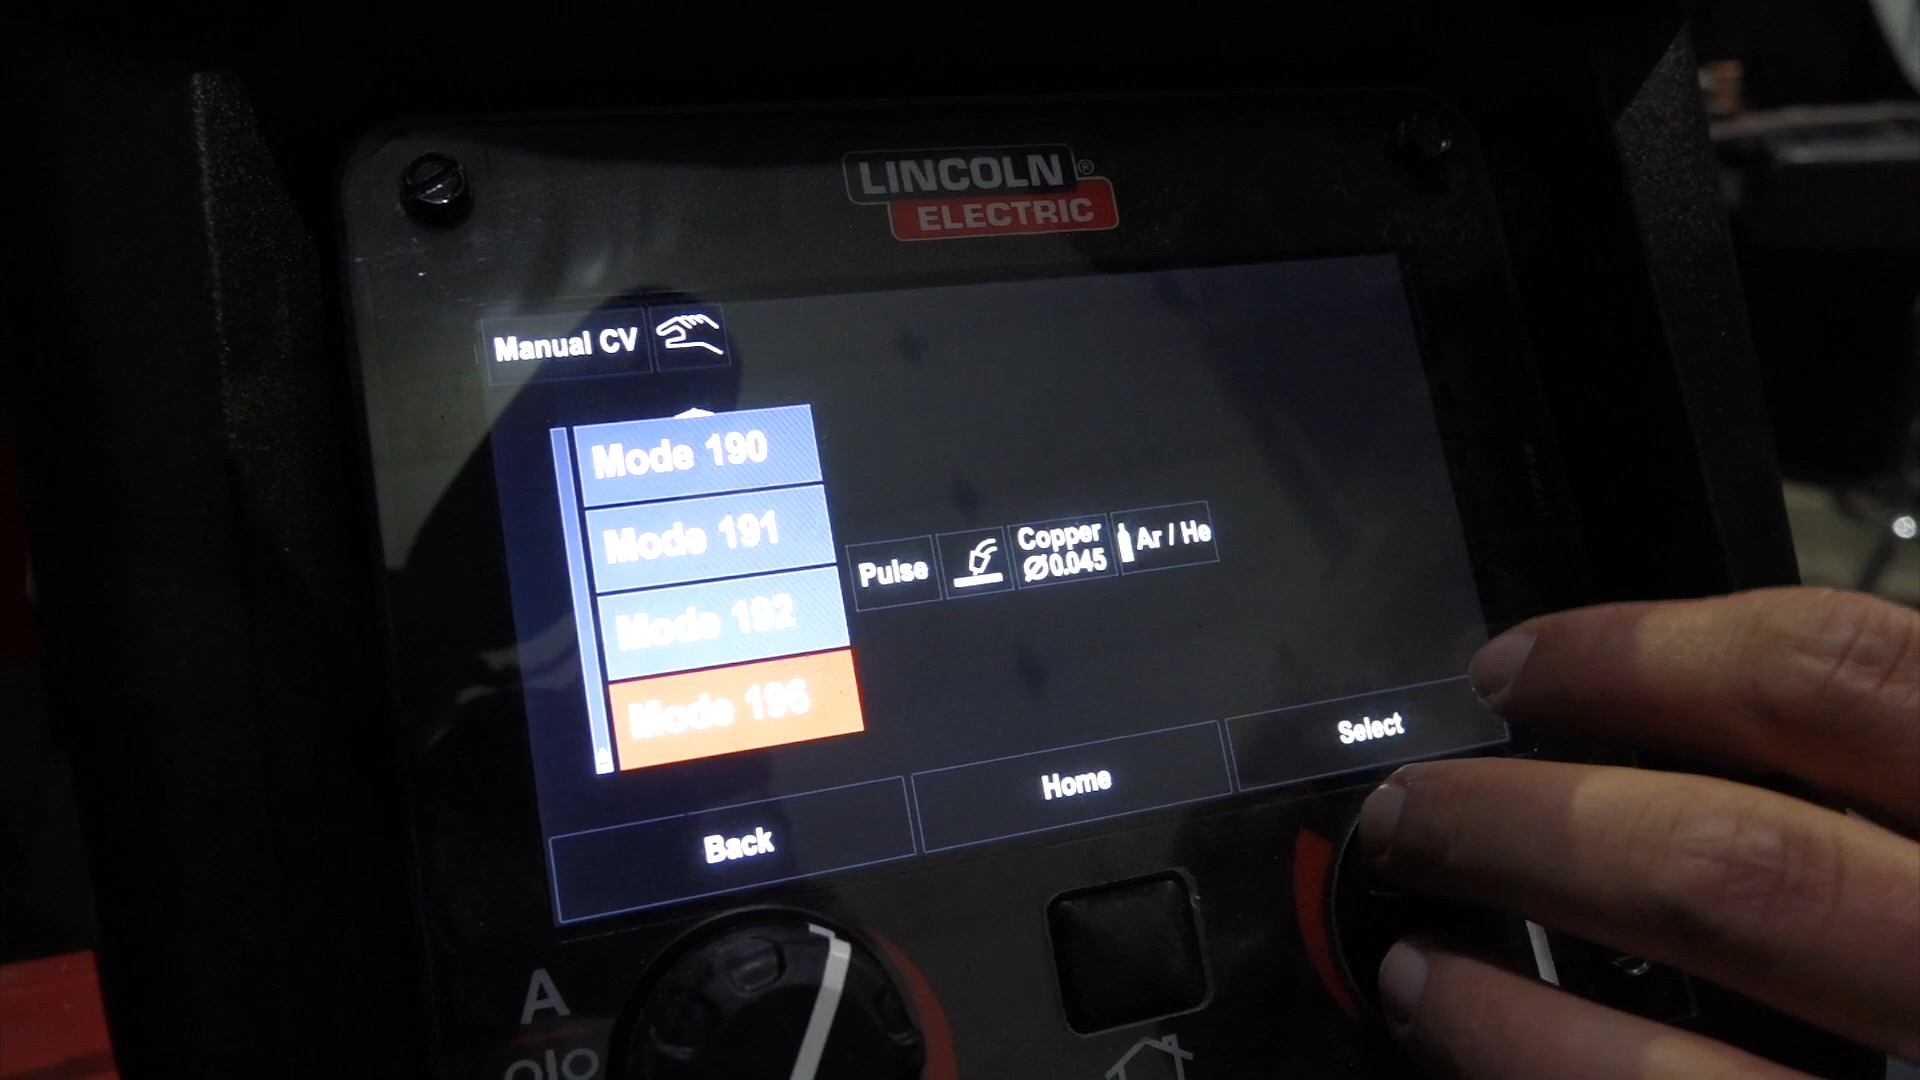 LINCOLN ®
ELECTRIC
Manual CV
Mode 190
Mode 191
Mode 192
Mode 196
Pulse
Copper
Ø0.045
Ar / He
Back
Home
Select
A